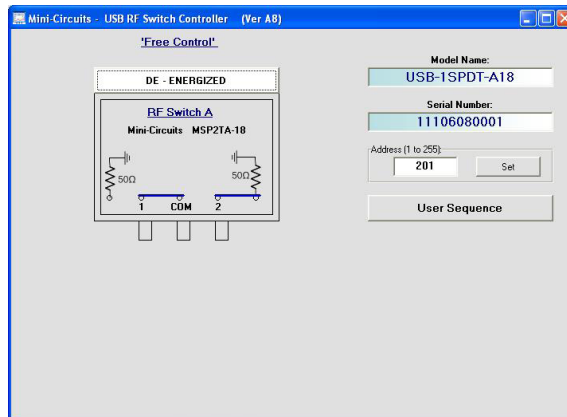 Mini-Circuits - USB RF Switch Controller (Ver A8)
'Free Control'
DE - ENERGIZED
RF Switch A
Mini-Circuits MSP2TA-18
50Ω 50Ω
1 COM 2
Model Name:
USB-1SPDT-A18
Serial Number:
11106080001
Address (1 to 255):
201 Set
User Sequence